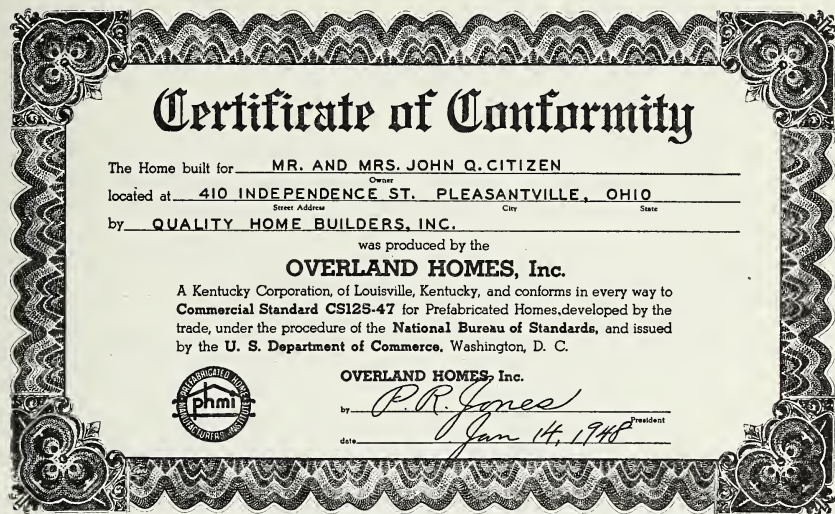 Certificate of Conformity
The Home built for MR. AND MRS. JOHN Q. CITIZEN
Owner
located at 410 INDEPENDENCE ST. PLEASANTVILLE, OHIO
Street Address City State
by QUALITY HOME BUILDERS, INC.
was produced by the
OVERLAND HOMES, Inc.
A Kentucky Corporation, of Louisville, Kentucky, and conforms in every way to
Commercial Standard CS125-47 for Prefabricated Homes, developed by the
trade, under the procedure of the National Bureau of Standards, and issued
by the U. S. Department of Commerce, Washington, D. C.
PREFABRICATED HOME
phmi
MANUFACTURERS INSTITUTE
OVERLAND HOMES, Inc.
by P. R. Jones
President
date Jan 14, 1948